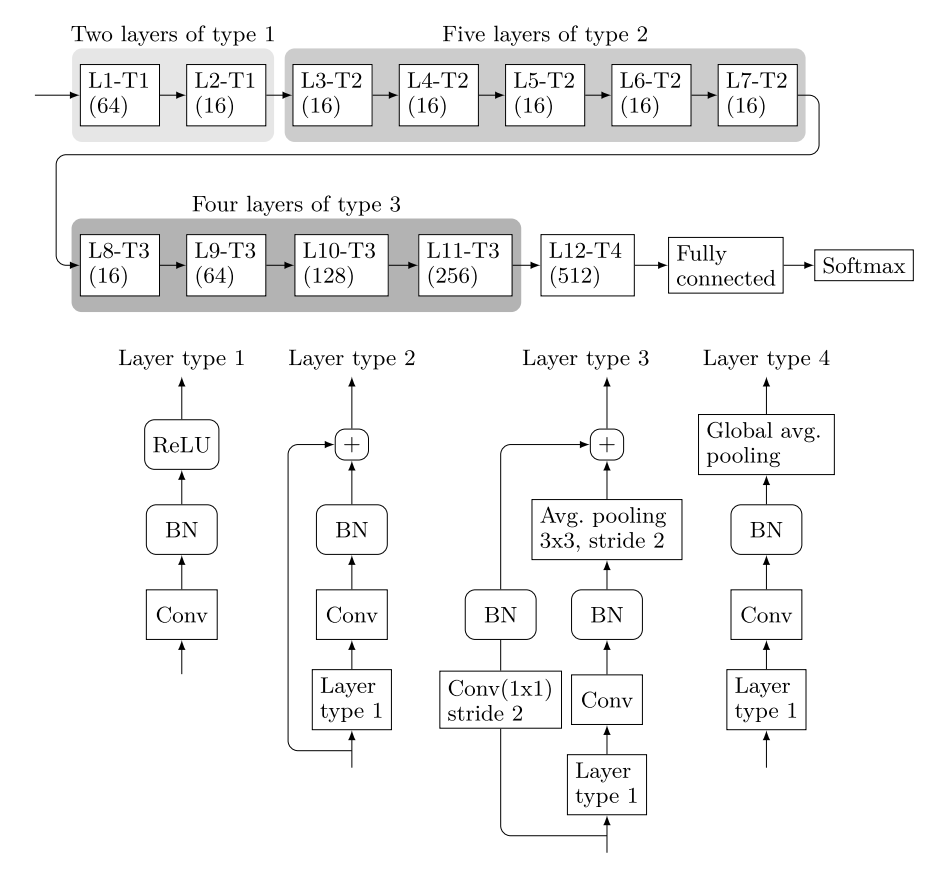 Two layers of type 1
Five layers of type 2
L1-T1
(64)
L2-T1
(16)
L3-T2
(16)
L4-T2
(16)
L5-T2
(16)
L6-T2
(16)
L7-T2
(16)
Four layers of type 3
L8-T3
(16)
L9-T3
(64)
L10-T3
(128)
L11-T3
(256)
L12-T4
(512)
Fully
connected
Softmax
Layer type 1
ReLU
BN
Conv
Layer type 2
+
BN
Conv
Layer
type 1
Layer type 3
+
Avg. pooling
3x3, stride 2
BN
Conv(1x1)
stride 2
BN
Conv
Layer
type 1
Layer type 4
Global avg.
pooling
BN
Conv
Layer
type 1